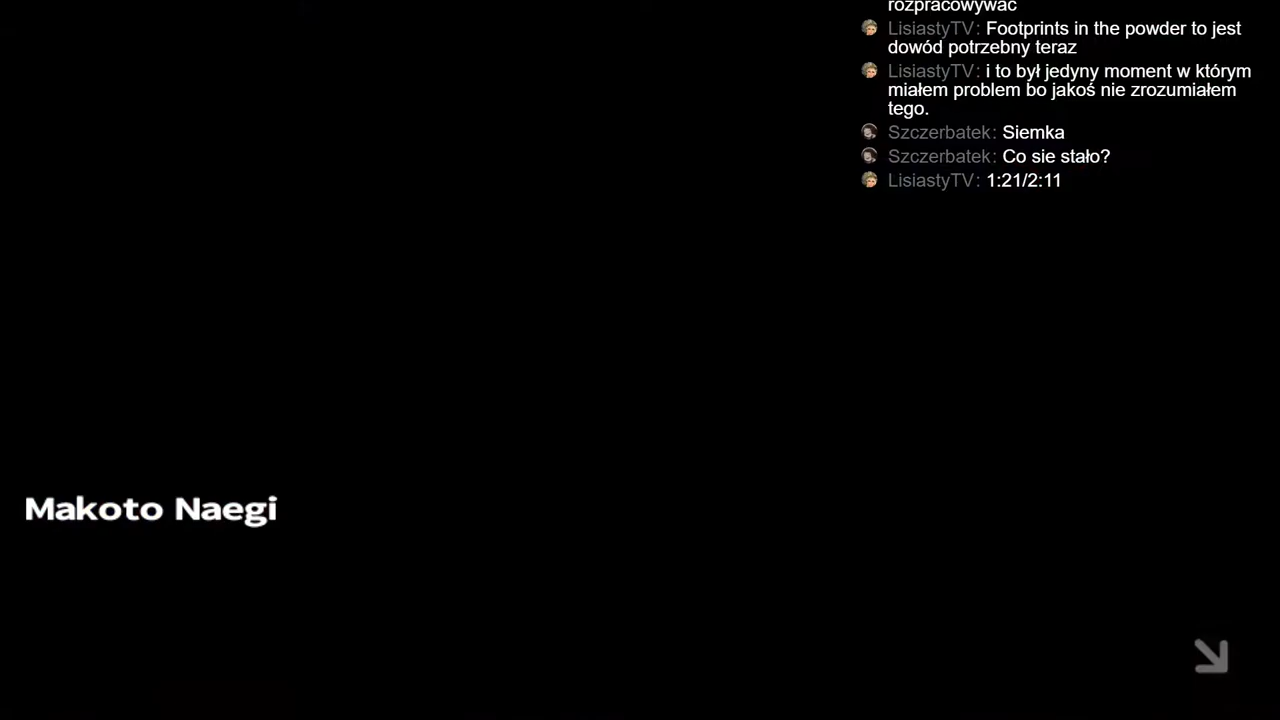 rozpracowywać
LisiastyTV: Footprints in the powder to jest
dowód potrzebny teraz
LisiastyTV: i to był jedyny moment w którym
miałem problem bo jakoś nie zrozumiałem
tego.
Szczerbatek: Siemka
Szczerbatek: Co sie stało?
LisiastyTV: 1:21/2:11
Makoto Naegi